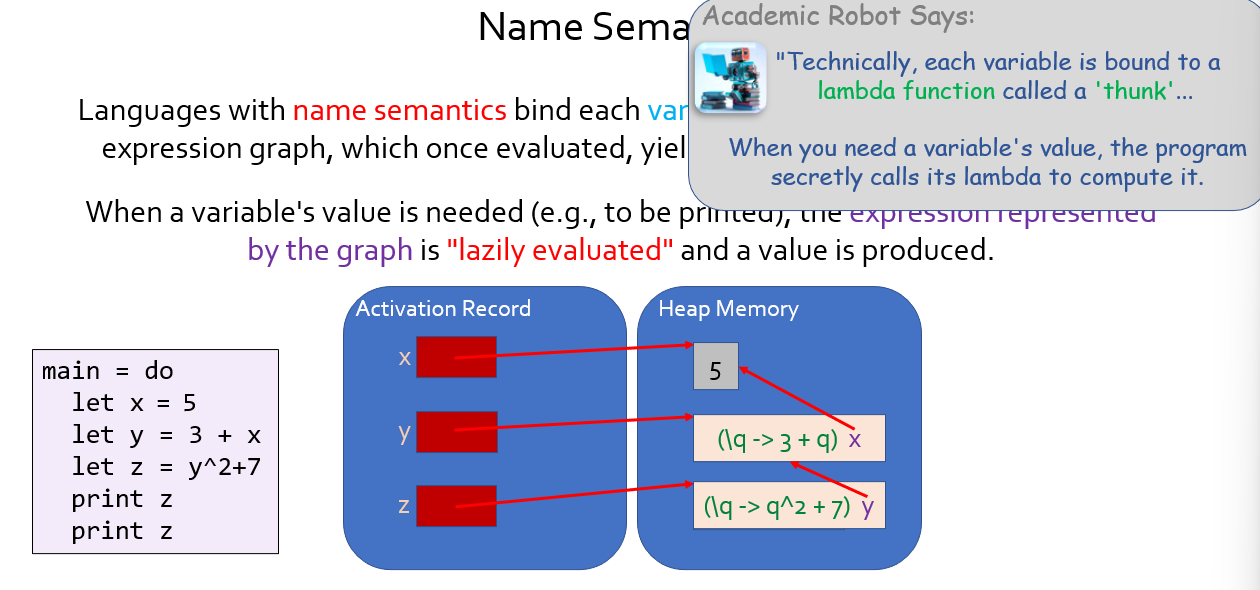 Name Sema
Academic Robot Says:
"Technically, each variable is bound to a
lambda function called a 'thunk'...
When you need a variable's value, the program
secretly calls its lambda to compute it.
Languages with name semantics bind each var
expression graph, which once evaluated, yiel
When a variable's value is needed (e.g., to be printed), the expression represented
by the graph is "lazily evaluated" and a value is produced.
main = do
let x = 5
let y = 3 + x
let z = y^2+7
print z
print z
Activation Record
x
y
z
Heap Memory
5
(\q -> 3 + q) x
(\q -> q^2 + 7) y